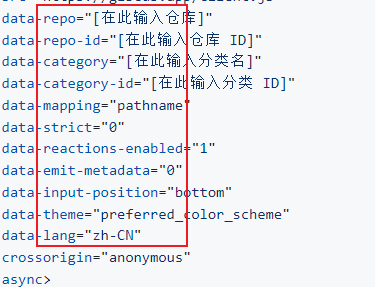 data-repo="[在此输入仓库]"
data-repo-id="[在此输入仓库 ID]"
data-category="[在此输入分类名]"
data-category-id="[在此输入分类 ID]"
data-mapping="pathname"
data-strict="0"
data-reactions-enabled="1"
data-emit-metadata="0"
data-input-position="bottom"
data-theme="preferred_color_scheme"
data-lang="zh-CN"
crossorigin="anonymous"
async>